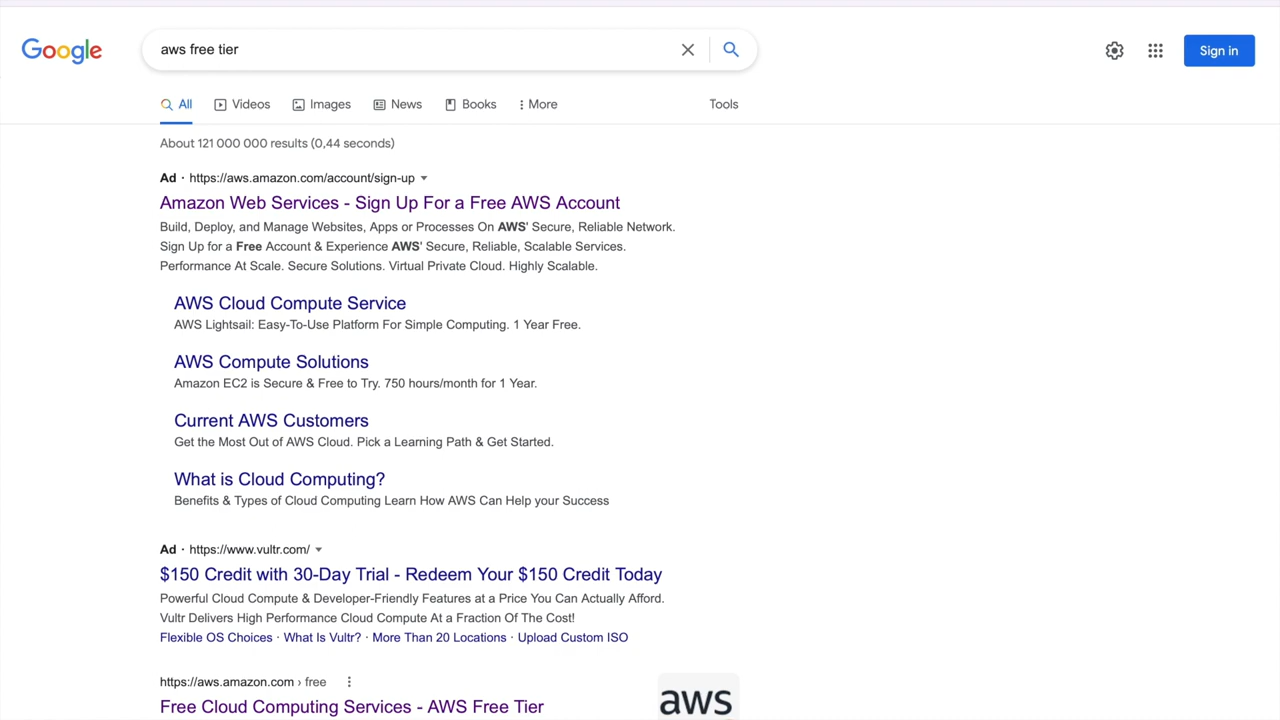 Google
aws free tier
Sign in
All Videos Images News Books More Tools
About 121 000 000 results (0,44 seconds)
Ad · https://aws.amazon.com/account/sign-up
Amazon Web Services - Sign Up For a Free AWS Account
Build, Deploy, and Manage Websites, Apps or Processes On AWS' Secure, Reliable Network.
Sign Up for a Free Account & Experience AWS' Secure, Reliable, Scalable Services.
Performance At Scale. Secure Solutions. Virtual Private Cloud. Highly Scalable.
AWS Cloud Compute Service
AWS Lightsail: Easy-To-Use Platform For Simple Computing. 1 Year Free.
AWS Compute Solutions
Amazon EC2 is Secure & Free to Try. 750 hours/month for 1 Year.
Current AWS Customers
Get the Most Out of AWS Cloud. Pick a Learning Path & Get Started.
What is Cloud Computing?
Benefits & Types of Cloud Computing Learn How AWS Can Help your Success
Ad · https://www.vultr.com/
$150 Credit with 30-Day Trial - Redeem Your $150 Credit Today
Powerful Cloud Compute & Developer-Friendly Features at a Price You Can Actually Afford.
Vultr Delivers High Performance Cloud Compute At a Fraction Of The Cost!
Flexible OS Choices · What Is Vultr? · More Than 20 Locations · Upload Custom ISO
https://aws.amazon.com › free
Free Cloud Computing Services - AWS Free Tier
aws